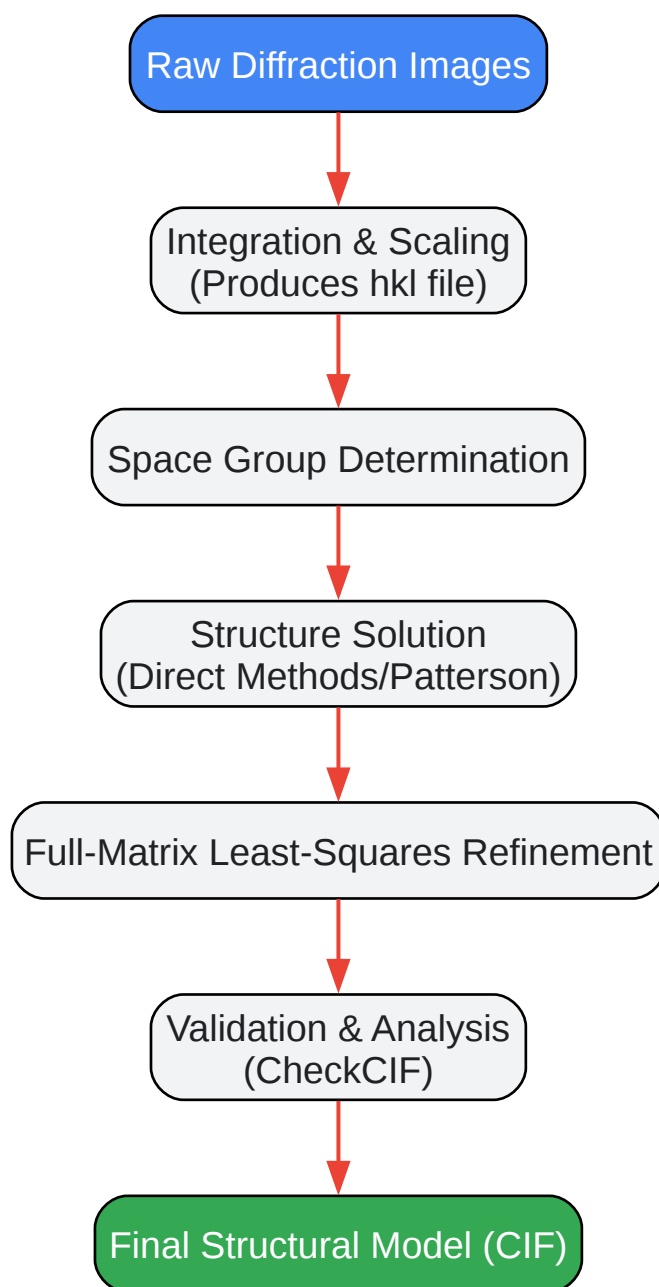 Raw Diffraction Images
Integration & Scaling
(Produces hkl file)
Space Group Determination
Structure Solution
(Direct Methods/Patterson)
Full-Matrix Least-Squares Refinement
Validation & Analysis
(CheckCIF)
Final Structural Model (CIF)